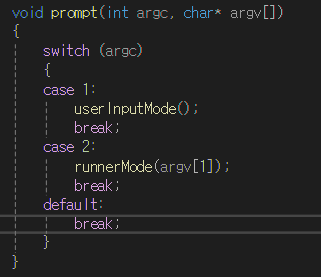 void prompt(int argc, char* argv[])
{
    switch (argc)
    {
    case 1:
        userInputMode();
        break;
    case 2:
        runnerMode(argv[1]);
        break;
    default:
        break;
    }
}